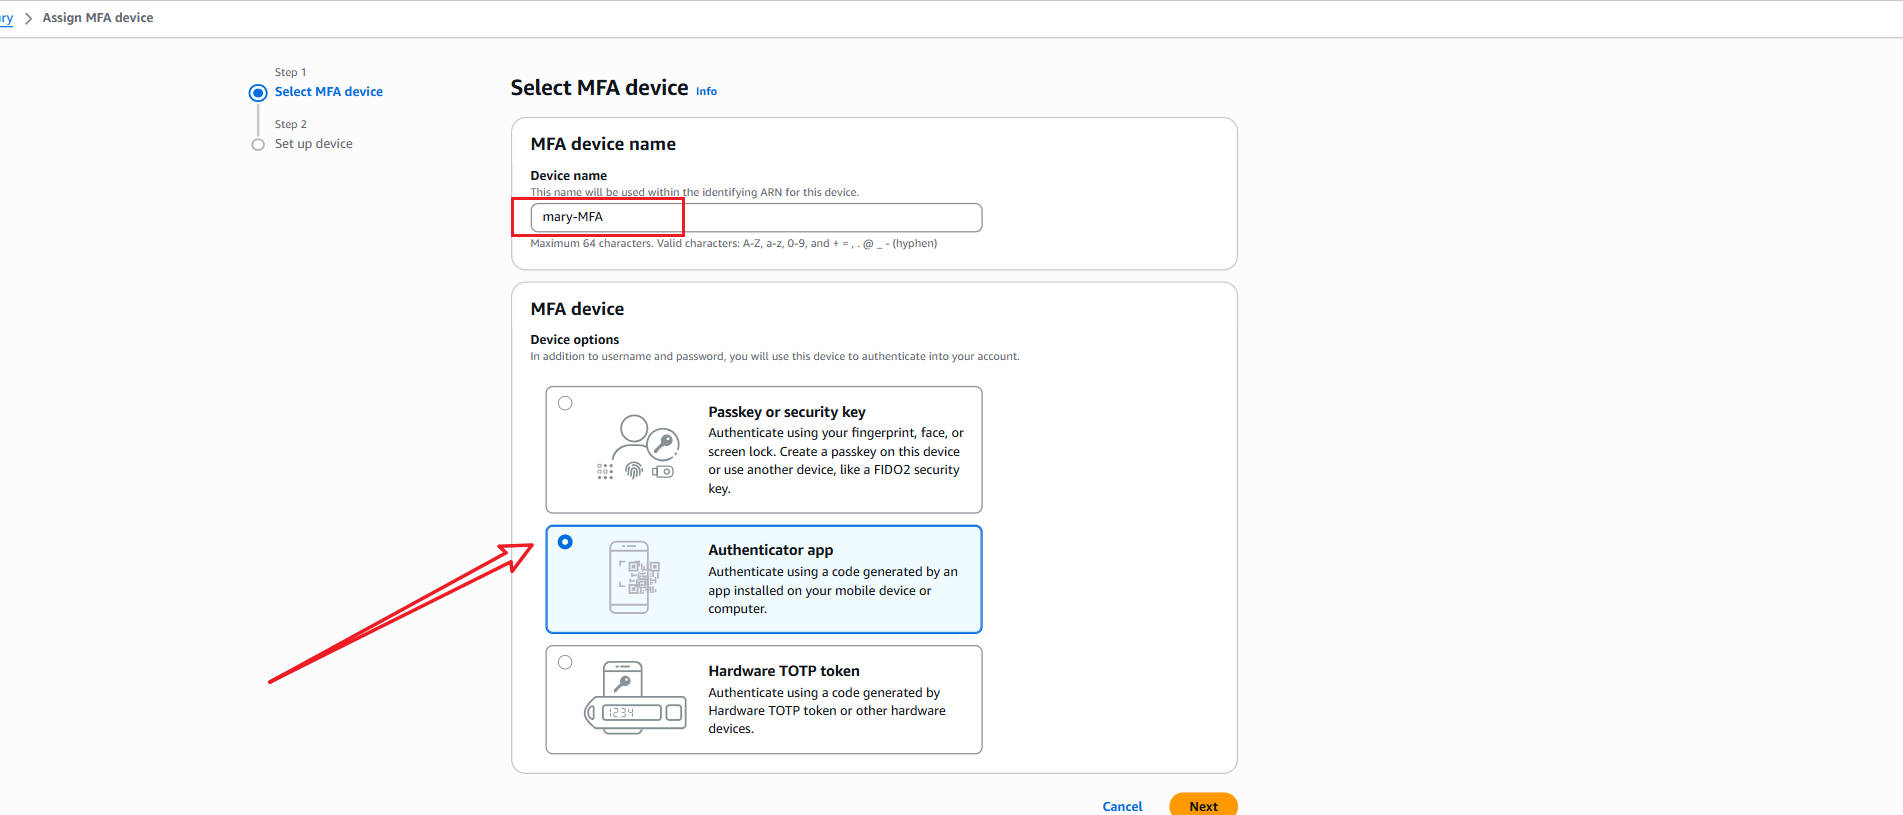 ry > Assign MFA device
Step 1
Select MFA device
Step 2
Set up device
Select MFA device Info
MFA device name
Device name
This name will be used within the identifying ARN for this device.
mary-MFA
Maximum 64 characters. Valid characters: A-Z, a-z, 0-9, and + = , . @ _ - (hyphen)
MFA device
Device options
In addition to username and password, you will use this device to authenticate into your account.
Passkey or security key
Authenticate using your fingerprint, face, or
screen lock. Create a passkey on this device
or use another device, like a FIDO2 security
key.
Authenticator app
Authenticate using a code generated by an
app installed on your mobile device or
computer.
Hardware TOTP token
Authenticate using a code generated by
Hardware TOTP token or other hardware
devices.
1234
Cancel Next